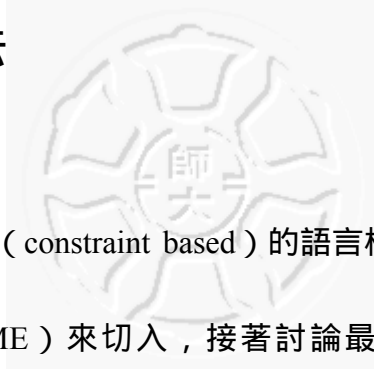 師
大
（constraint based）的語言
ME）來切入，接著討論最